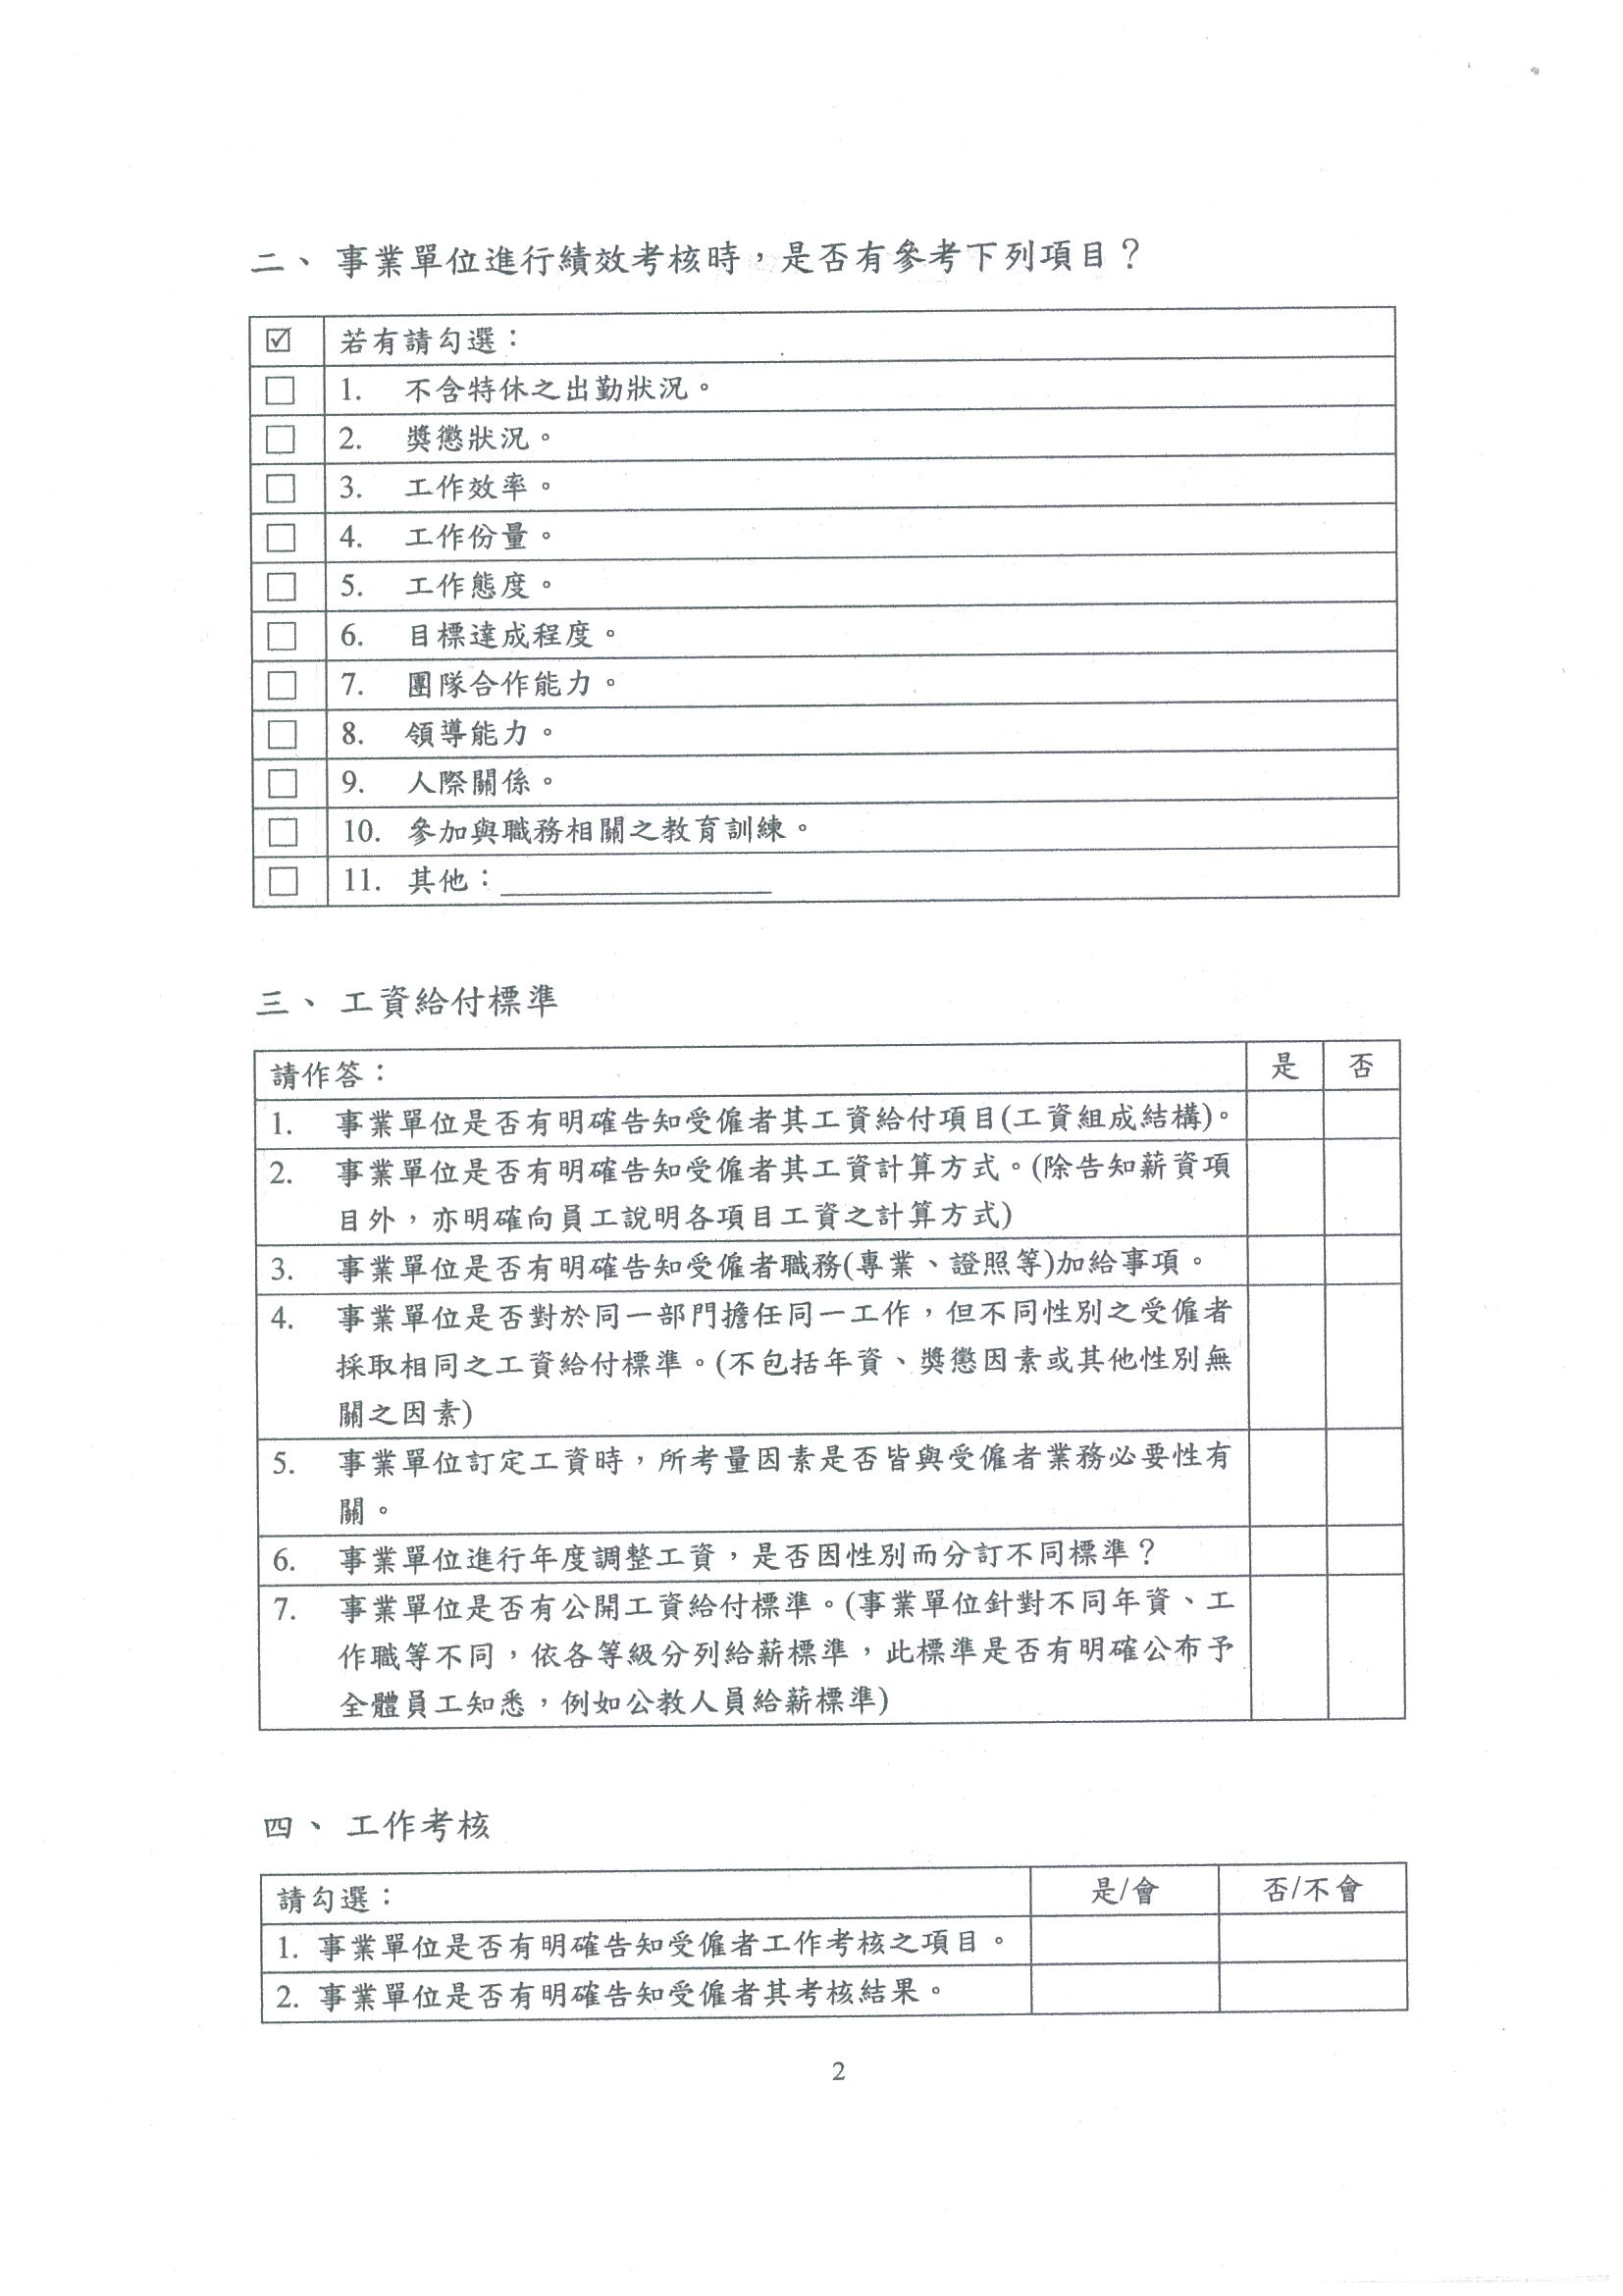 二、 事業單位進行績效考核時，是否有參考下列項目？
☑ 若有請勾選：
□ 1. 不含特休之出勤狀況。
□ 2. 獎懲狀況。
□ 3. 工作效率。
□ 4. 工作份量。
□ 5. 工作態度。
□ 6. 目標達成程度。
□ 7. 團隊合作能力。
□ 8. 領導能力。
□ 9. 人際關係。
□ 10. 參加與職務相關之教育訓練。
□ 11. 其他：_______________
三、 工資給付標準
請作答： 是 否
1. 事業單位是否有明確告知受僱者其工資給付項目(工資組成結構)。
2. 事業單位是否有明確告知受僱者其工資計算方式。(除告知薪資項
目外，亦明確向員工說明各項目工資之計算方式)
3. 事業單位是否有明確告知受僱者職務(專業、證照等)加給事項。
4. 事業單位是否對於同一部門擔任同一工作，但不同性別之受僱者
採取相同之工資給付標準。(不包括年資、獎懲因素或其他性別無
關之因素)
5. 事業單位訂定工資時，所考量因素是否皆與受僱者業務必要性有
關。
6. 事業單位進行年度調整工資，是否因性別而分訂不同標準？
7. 事業單位是否有公開工資給付標準。(事業單位針對不同年資、工
作職等不同，依各等級分列給薪標準，此標準是否有明確公布予
全體員工知悉，例如公教人員給薪標準)
四、 工作考核
請勾選： 是/會 否/不會
1. 事業單位是否有明確告知受僱者工作考核之項目。
2. 事業單位是否有明確告知受僱者其考核結果。
2